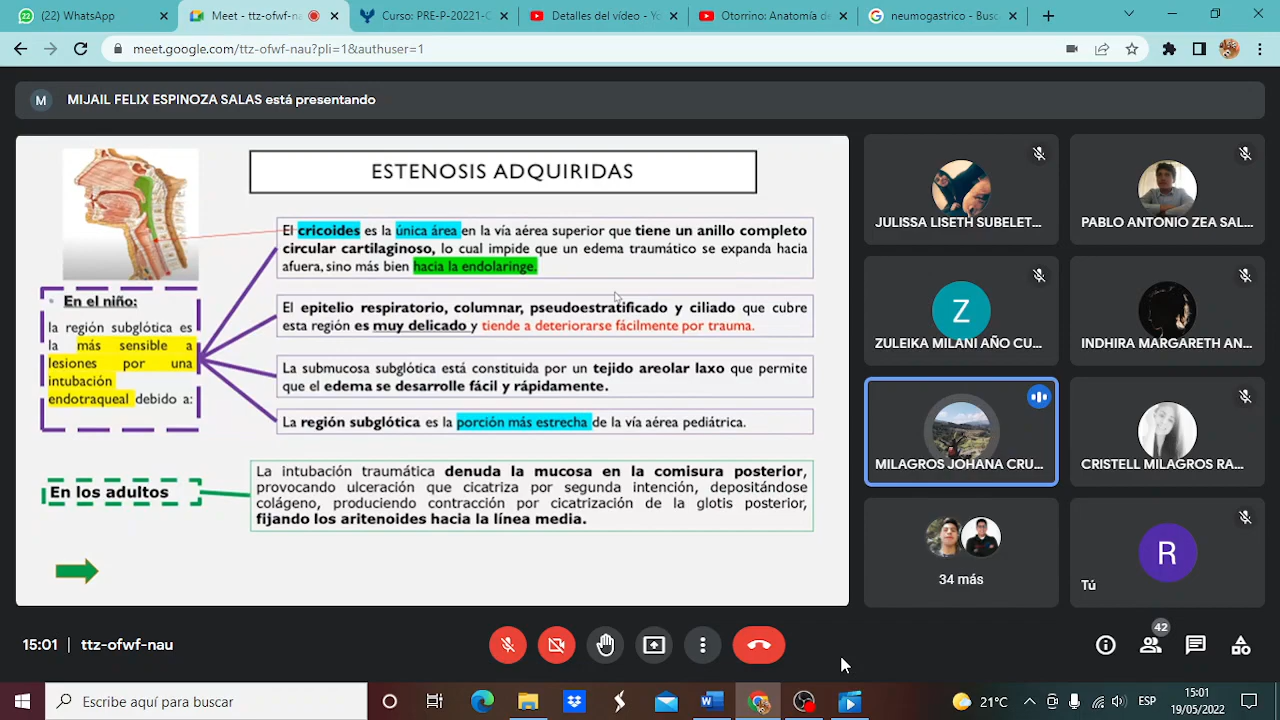 22
(22) WhatsApp
Meet - ttz-ofwf-nau
Curso: PRE-P-20221-C
Detalles del vídeo - Yo
Otorrino: Anatomía de
neumogastrico - Busc
meet.google.com/ttz-ofwf-nau?pli=1&authuser=1
M
MIJAIL FELIX ESPINOZA SALAS está presentando
ESTENOSIS ADQUIRIDAS
El cricoides es la única área en la vía aérea superior que tiene un anillo completo
circular cartilaginoso, lo cual impide que un edema traumático se expanda hacia
afuera, sino más bien hacia la endolaringe.
• En el niño:
la región subglótica es
la más sensible a
lesiones por una
intubación
endotraqueal debido a:
El epitelio respiratorio, columnar, pseudoestratificado y ciliado que cubre
esta región es muy delicado y tiende a deteriorarse fácilmente por trauma.
La submucosa subglótica está constituida por un tejido areolar laxo que permite
que el edema se desarrolle fácil y rápidamente.
La región subglótica es la porción más estrecha de la vía aérea pediátrica.
En los adultos
La intubación traumática denuda la mucosa en la comisura posterior,
provocando ulceración que cicatriza por segunda intención, depositándose
colágeno, produciendo contracción por cicatrización de la glotis posterior,
fijando los aritenoides hacia la línea media.
JULISSA LISETH SUBELET...
PABLO ANTONIO ZEA SAL...
Z
ZULEIKA MILANI AÑO CU...
INDHIRA MARGARETH AN...
MILAGROS JOHANA CRU...
CRISTELL MILAGROS RA...
34 más
R
Tú
15:01 | ttz-ofwf-nau
42
Escribe aquí para buscar
21°C
ESP
15:01
19/05/2022